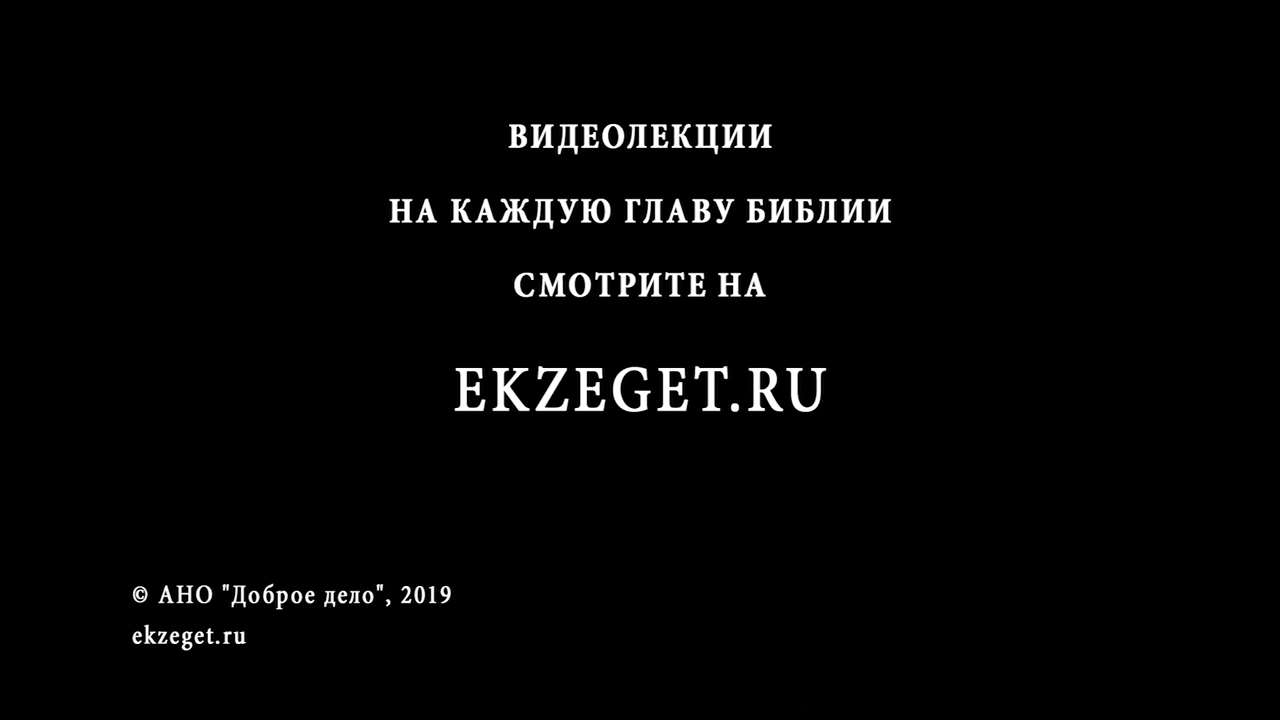 ВИДЕОЛЕКЦИИ
НА КАЖДУЮ ГЛАВУ БИБЛИИ
СМОТРИТЕ НА
EKZEGET.RU
© АНО "Доброе дело", 2019
ekzeget.ru